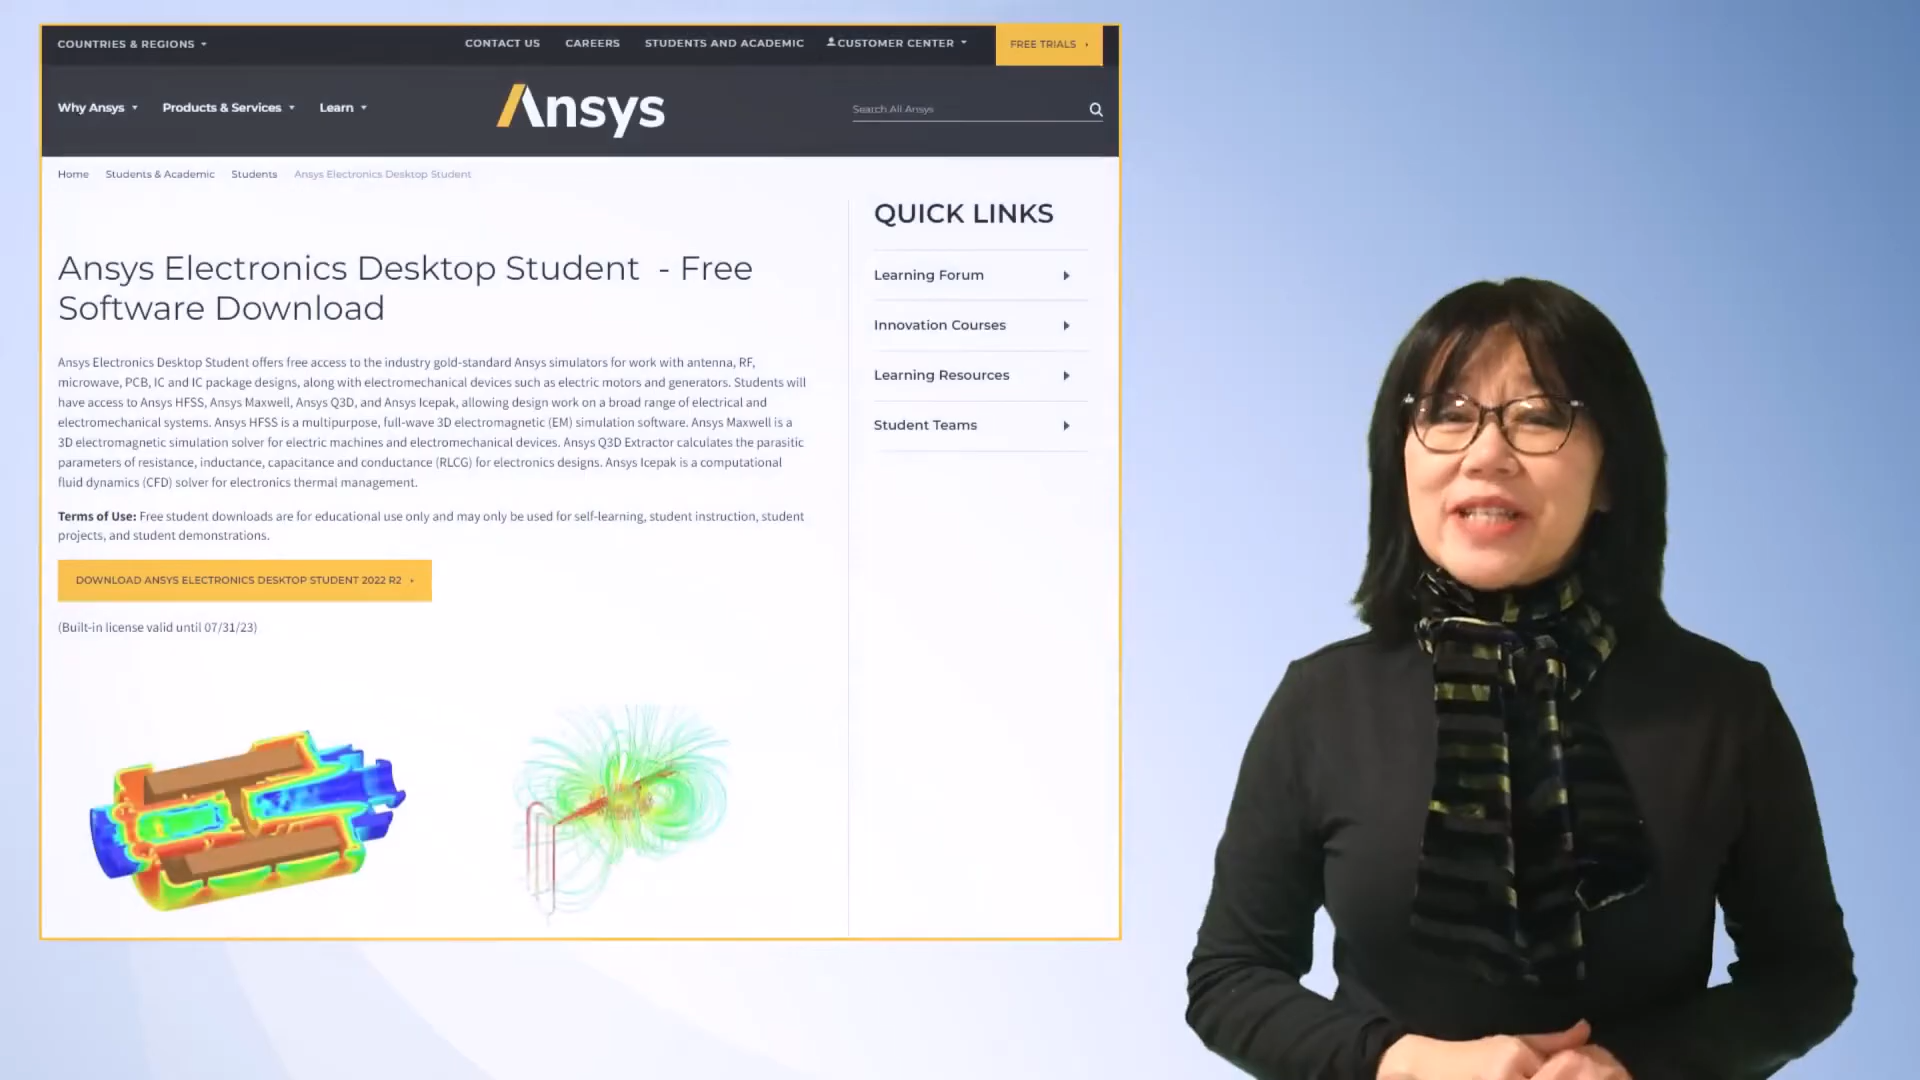 COUNTRIES & REGIONS
CONTACT US
CAREERS
STUDENTS AND ACADEMIC
CUSTOMER CENTER
FREE TRIALS
Why Ansys
Products & Services
Learn
Ansys
Search All Ansys
Home
Students & Academic
Students
Ansys Electronics Desktop Student
Ansys Electronics Desktop Student - Free
Software Download
Ansys Electronics Desktop Student offers free access to the industry gold-standard Ansys simulators for work with antenna, RF,
microwave, PCB, IC and IC package designs, along with electromechanical devices such as electric motors and generators. Students will
have access to Ansys HFSS, Ansys Maxwell, Ansys Q3D, and Ansys Icepak, allowing design work on a broad range of electrical and
electromechanical systems. Ansys HFSS is a multipurpose, full-wave 3D electromagnetic (EM) simulation software. Ansys Maxwell is a
3D electromagnetic simulation solver for electric machines and electromechanical devices. Ansys Q3D Extractor calculates the parasitic
parameters of resistance, inductance, capacitance and conductance (RLCG) for electronics designs. Ansys Icepak is a computational
fluid dynamics (CFD) solver for electronics thermal management.
Terms of Use: Free student downloads are for educational use only and may only be used for self-learning, student instruction, student
projects, and student demonstrations.
DOWNLOAD ANSYS ELECTRONICS DESKTOP STUDENT 2022 R2
(Built-in license valid until 07/31/23)
QUICK LINKS
Learning Forum
Innovation Courses
Learning Resources
Student Teams